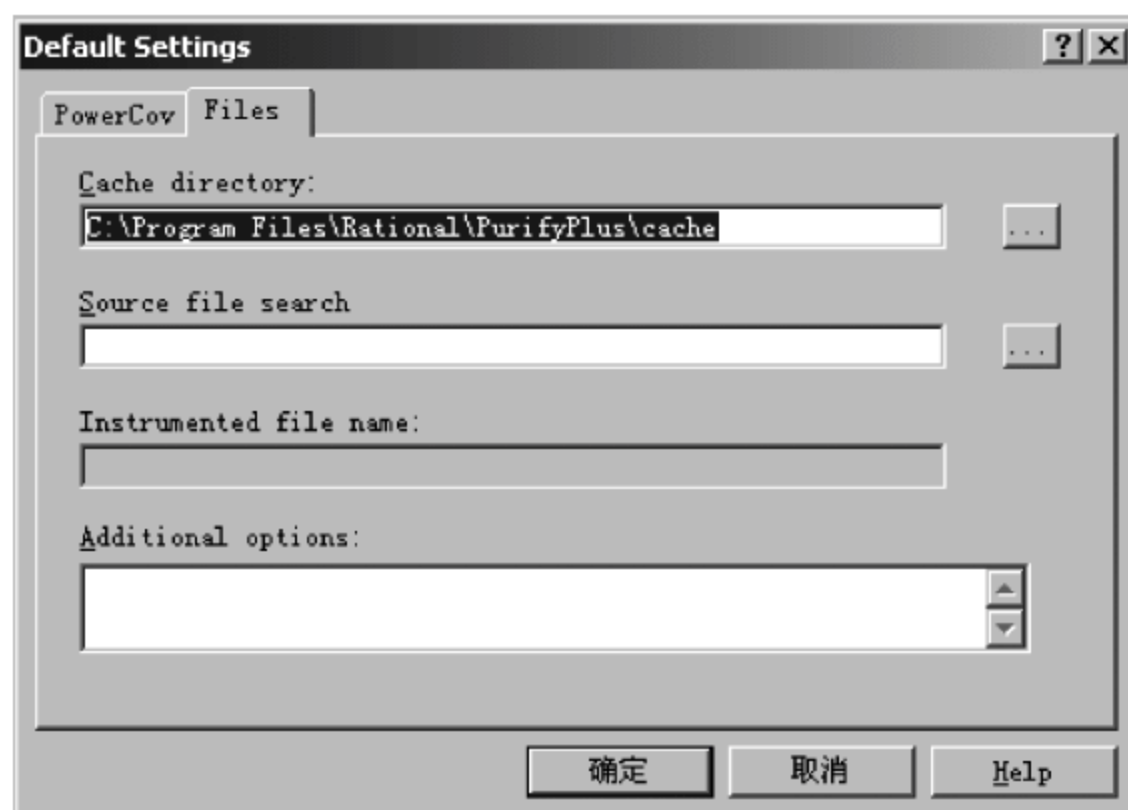 Default Settings
PowerCov Files
Cache directory:
C:\Program Files\Rational\PurifyPlus\cache
...
Source file search
...
Instrumented file name:
Additional options:
确定 取消 Help